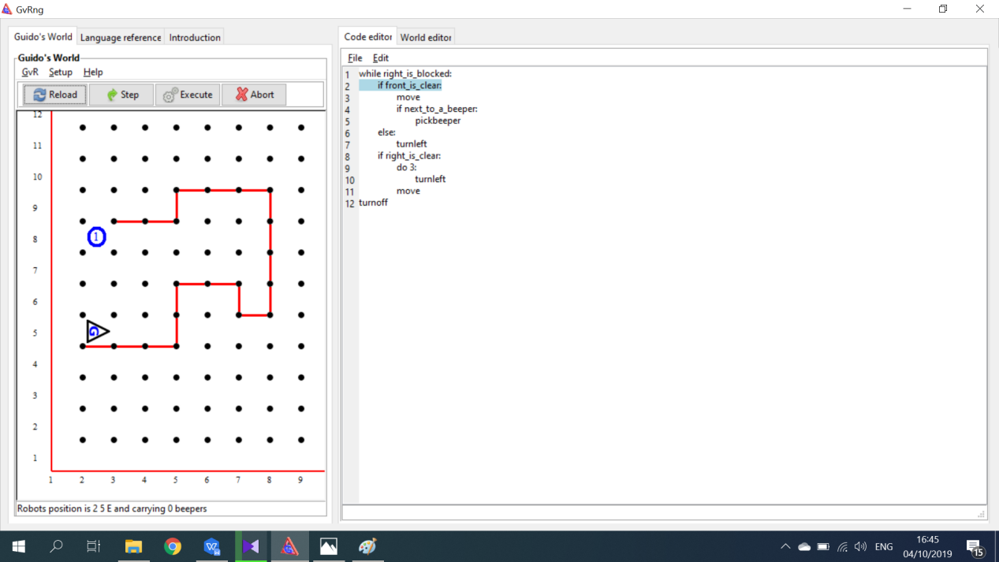 GvRng
Guido's World Language reference Introduction
Guido's World
GvR Setup Help
Reload Step Execute Abort
12
11
10
9
8
7
6
5
4
3
2
1
1
G
1 2 3 4 5 6 7 8 9
Robots position is 2 5 E and carrying 0 beepers
Code editor World editor
File Edit
1 while right_is_blocked:
2 if front_is_clear:
3 move
4 if next_to_a_beeper:
5 pickbeeper
6 else:
7 turnleft
8 if right_is_clear:
9 do 3:
10 turnleft
11 move
12 turnoff
ENG
16:45
04/10/2019
15